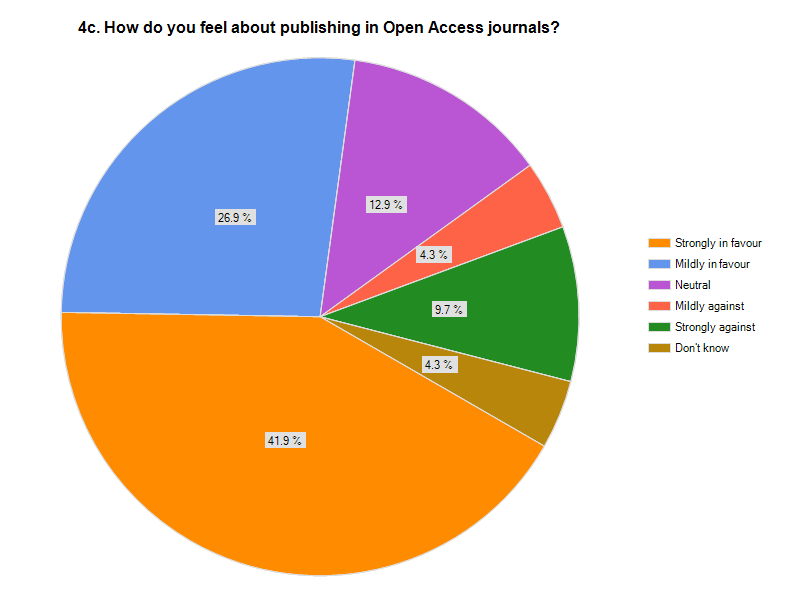 4c. How do you feel about publishing in Open Access journals?
12.9 %
26.9 %
4.3 %
9.7 %
4.3 %
41.9 %
Strongly in favour
Mildly in favour
Neutral
Mildly against
Strongly against
Don't know